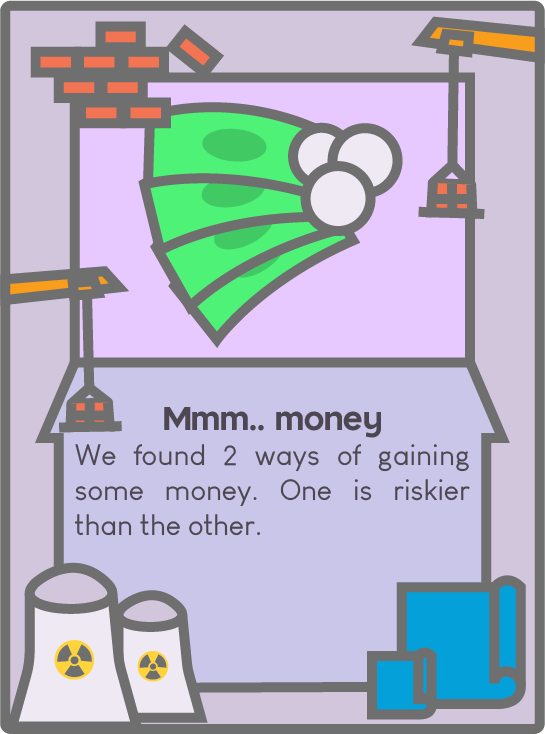 Mmm.. money
We found 2 ways of gaining
some money. One is riskier
than the other.